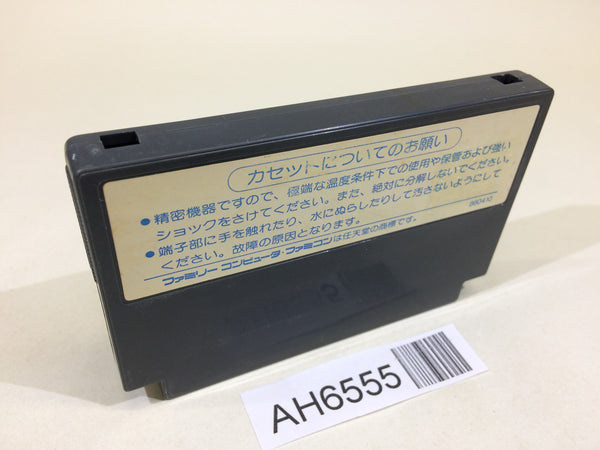 カセットについてのお願い
●精密機器ですので、極端な温度条件下での使用や保管および強い
ショックをさけてください。また、絶対に分解しないでください。
●端子部に手を触れたり、水にぬらしたりして汚さないようにして
ください。故障の原因となります。
860410
ファミリーコンピュータ・ファミコンは任天堂の商標です。
AH6555